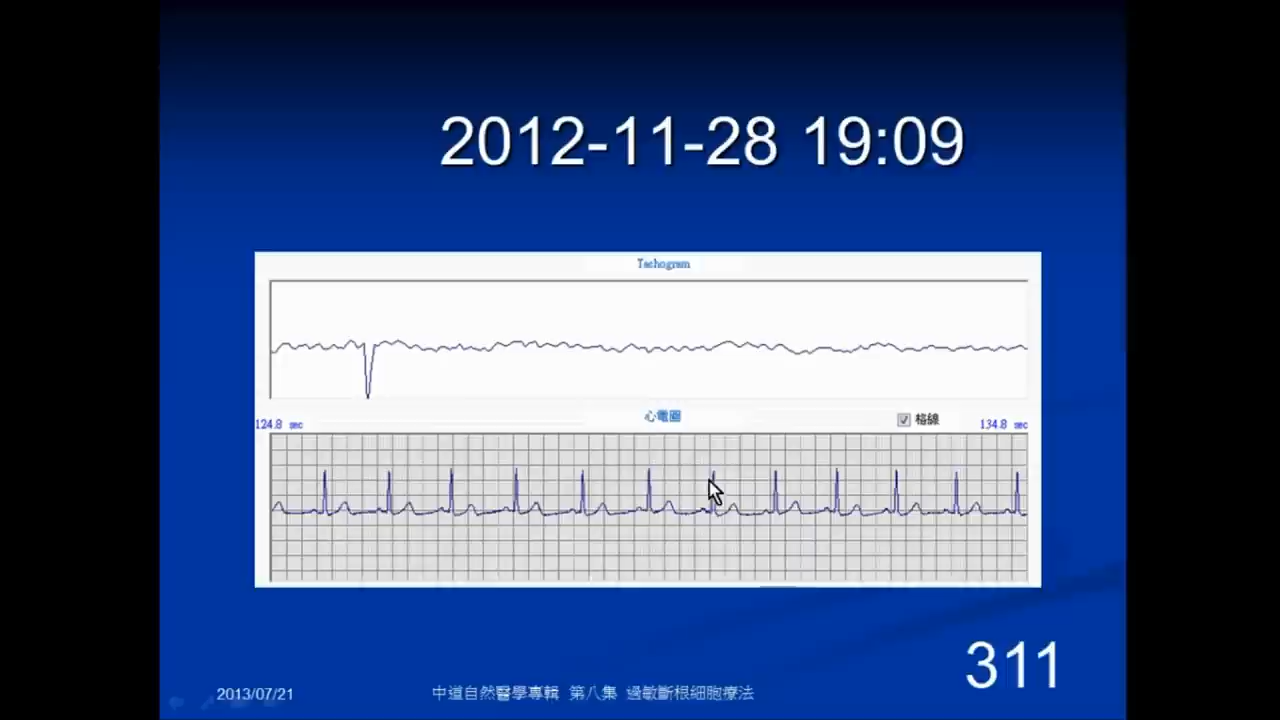 2012-11-28 19:09
Tachogram
心電圖
格線
124.8 sec
134.8 sec
311
2013/07/21
中道自然醫學專輯 第八集 過敏斷根細胞療法